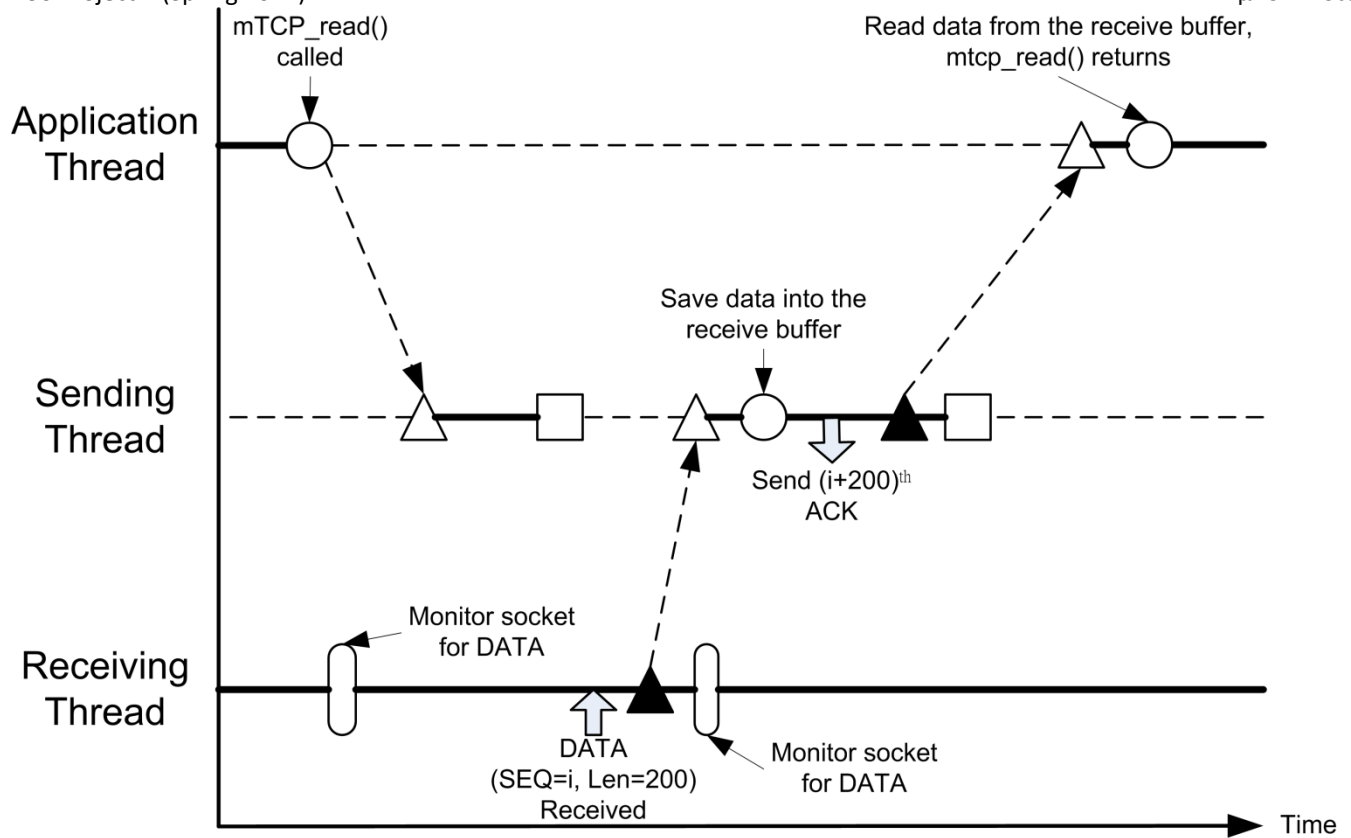 mTCP_read()
called
Read data from the receive buffer,
mtcp_read() returns
Application
Thread
Save data into the
receive buffer
Sending
Thread
Send (i+200)th
ACK
Monitor socket
for DATA
Receiving
Thread
DATA
(SEQ=i, Len=200)
Received
Monitor socket
for DATA
Time